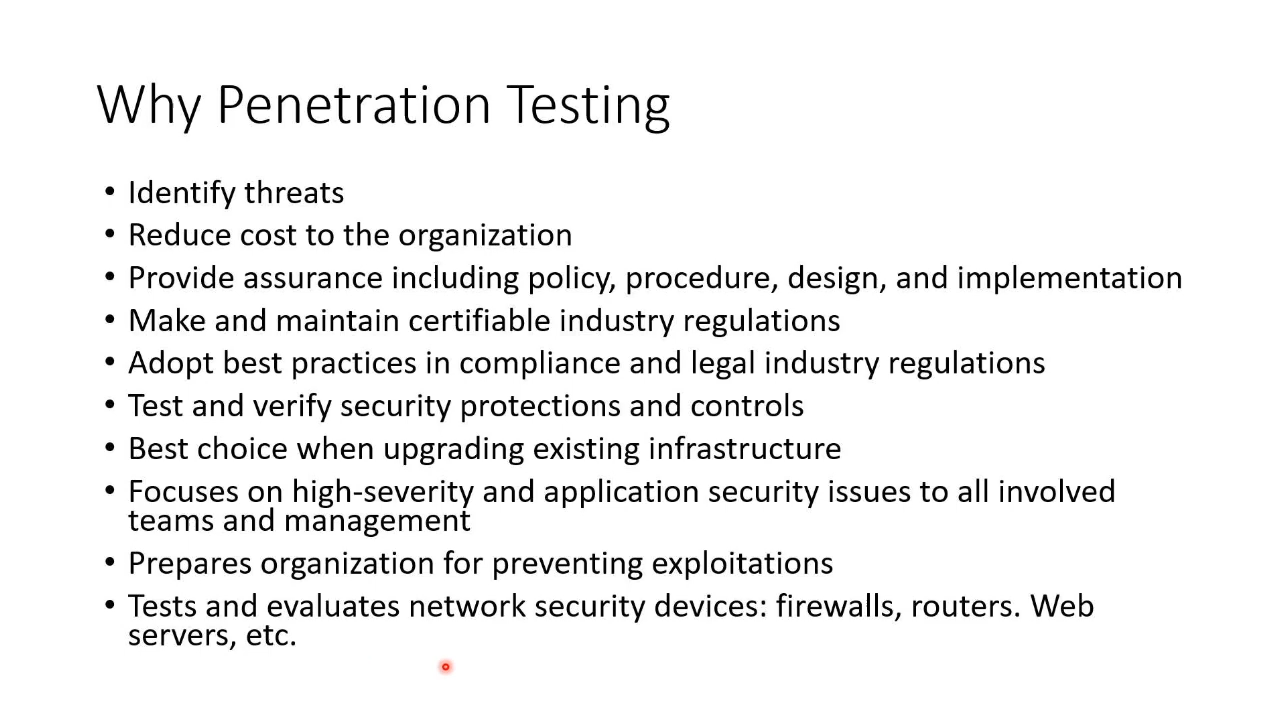 Why Penetration Testing
• Identify threats
• Reduce cost to the organization
• Provide assurance including policy, procedure, design, and implementation
• Make and maintain certifiable industry regulations
• Adopt best practices in compliance and legal industry regulations
• Test and verify security protections and controls
• Best choice when upgrading existing infrastructure
• Focuses on high-severity and application security issues to all involved
teams and management
• Prepares organization for preventing exploitations
• Tests and evaluates network security devices: firewalls, routers. Web
servers, etc.